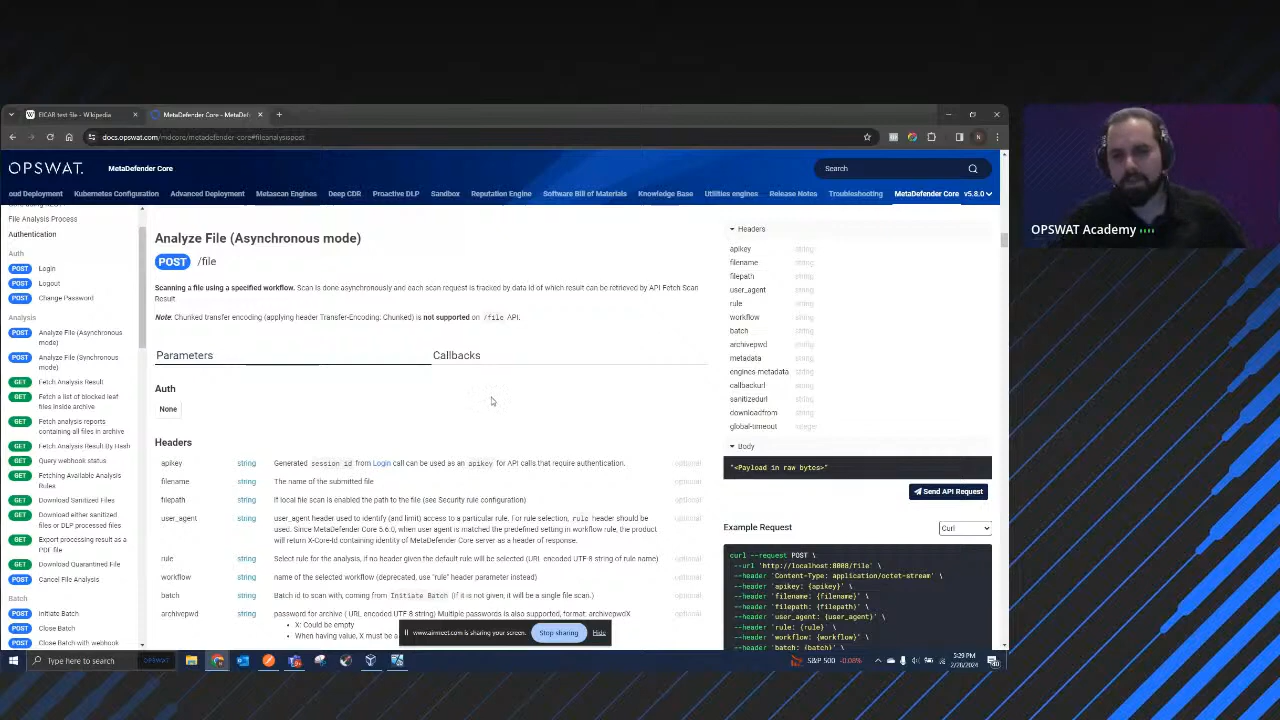 EICAR test file - Wikipedia
MetaDefender Core - MetaDef
docs.opswat.com/mdcore/metadefender-core#fileanalysispost
OPSWAT.
MetaDefender Core
Search
oud Deployment
Kubernetes Configuration
Advanced Deployment
Metascan Engines
Deep CDR
Proactive DLP
Sandbox
Reputation Engine
Software Bill of Materials
Knowledge Base
Utilities engines
Release Notes
Troubleshooting
MetaDefender Core
v5.8.0
File Analysis Process
Authentication
Auth
POST Login
POST Logout
POST Change Password
Analysis
POST Analyze File (Asynchronous
mode)
POST Analyze File (Synchronous
mode)
GET Fetch Analysis Result
GET Fetch a list of blocked leaf
files inside archive
GET Fetch analysis reports
containing all files in archive
GET Fetch Analysis Result By Hash
GET Query webhook status
GET Fetching Available Analysis
Rules
GET Download Sanitized Files
GET Download either sanitized
files or DLP processed files
GET Export processing result as a
PDF file
GET Download Quarantined File
POST Cancel File Analysis
Batch
POST Initiate Batch
POST Close Batch
POST Close Batch with webhook
Analyze File (Asynchronous mode)
POST /file
Scanning a file using a specified workflow. Scan is done asynchronously and each scan request is tracked by data id of which result can be retrieved by API Fetch Scan
Result.
Note: Chunked transfer encoding (applying header Transfer-Encoding: Chunked) is not supported on /file API.
Parameters
Callbacks
Auth
None
Headers
apikey string Generated session id from Login call can be used as an apikey for API calls that require authentication. optional
filename string The name of the submitted file optional
filepath string If local file scan is enabled the path to the file (see Security rule configuration) optional
user_agent string user_agent header used to identify (and limit) access to a particular rule. For rule selection, rule header should be optional
used. Since MetaDefender Core 5.6.0, when user agent is matched the predefined setting in workflow rule, the product
will return X-Core-Id containing identity of MetaDefender Core server as a header of response.
rule string Select rule for the analysis, if no header given the default rule will be selected (URL encoded UTF-8 string of rule name) optional
workflow string name of the selected workflow (deprecated, use "rule" header parameter instead) optional
batch string Batch id to scan with, coming from Initiate Batch (If it is not given, it will be a single file scan.) optional
archivepwd string password for archive ( URL encoded UTF-8 string) Multiple passwords is also supported, format: archivepwdX optional
X: Could be empty
When having value, X must be a
Headers
apikey string
filename string
filepath string
user_agent string
rule string
workflow string
batch string
archivepwd string
metadata string
engines-metadata string
callbackurl string
sanitizedurl string
downloadfrom string
global-timeout integer
Body
"<Payload in raw bytes>"
Send API Request
Example Request
Curl
curl --request POST \
--url 'http://localhost:8008/file' \
--header 'Content-Type: application/octet-stream' \
--header 'apikey: {apikey}' \
--header 'filename: {filename}' \
--header 'filepath: {filepath}' \
--header 'user_agent: {user_agent}' \
--header 'rule: {rule}' \
--header 'workflow: {workflow}' \
--header 'batch: {batch}' \
www.airmeet.com is sharing your screen.
Stop sharing
Hide
Type here to search
OPSWAT
S&P 500 -0.08%
5:29 PM
2/20/2024
N
OPSWAT Academy